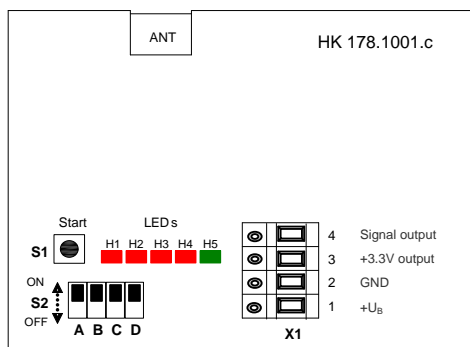 ANT
HK 178.1001.c
Start
LEDs
S1
H1 H2 H3 H4 H5
ON
S2
OFF
A B C D
4 Signal output
3 +3.3V output
2 GND
1 +UB
X1